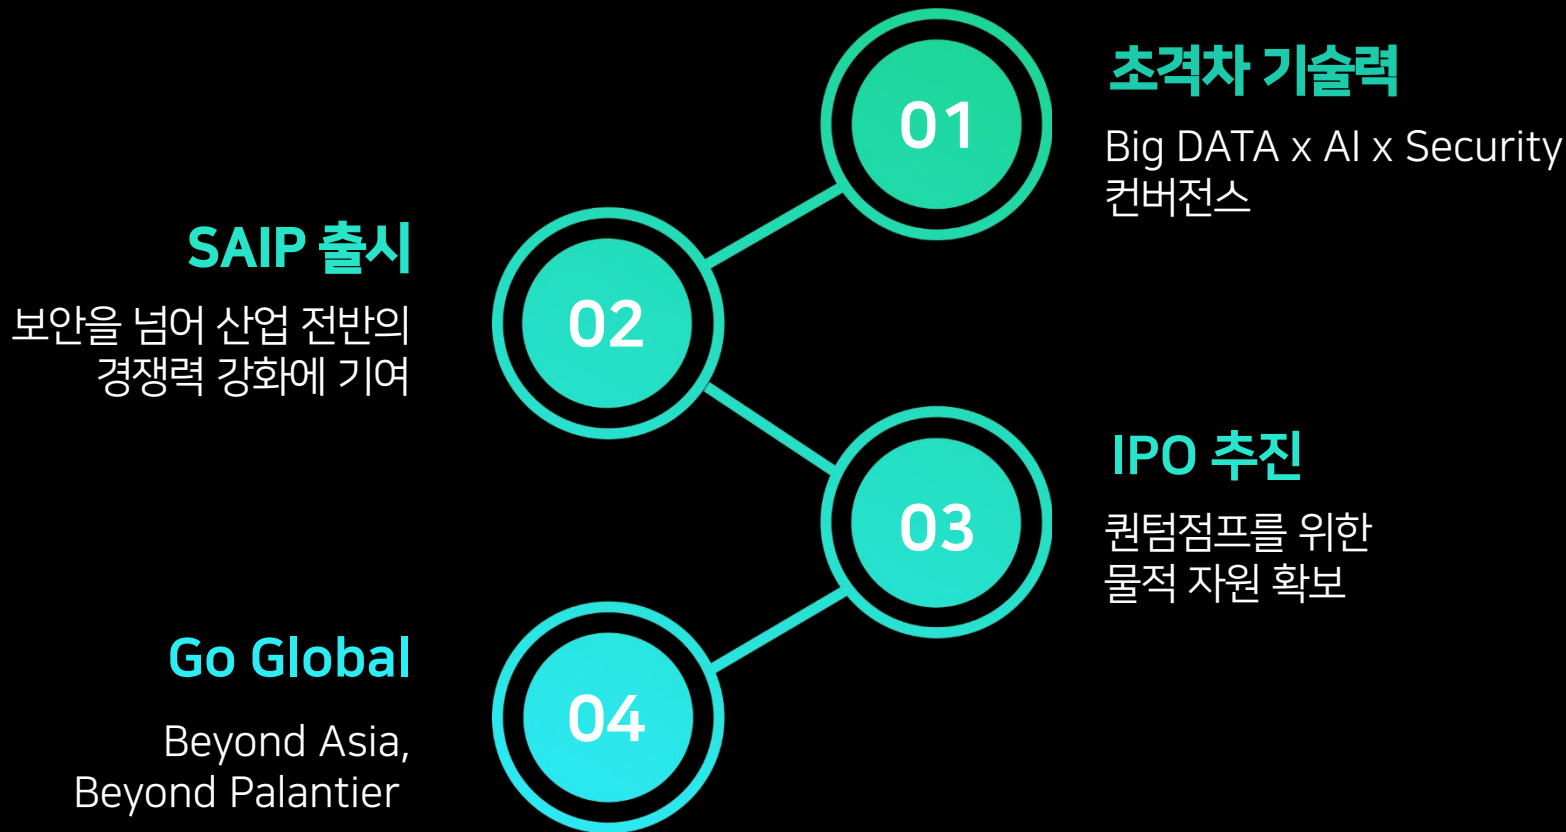 01
초격차 기술력
Big DATA x AI x Security
컨버전스
SAIP 출시
보안을 넘어 산업 전반의
경쟁력 강화에 기여
02
03
IPO 추진
퀀텀점프를 위한
물적 자원 확보
Go Global
Beyond Asia,
Beyond Palantier
04